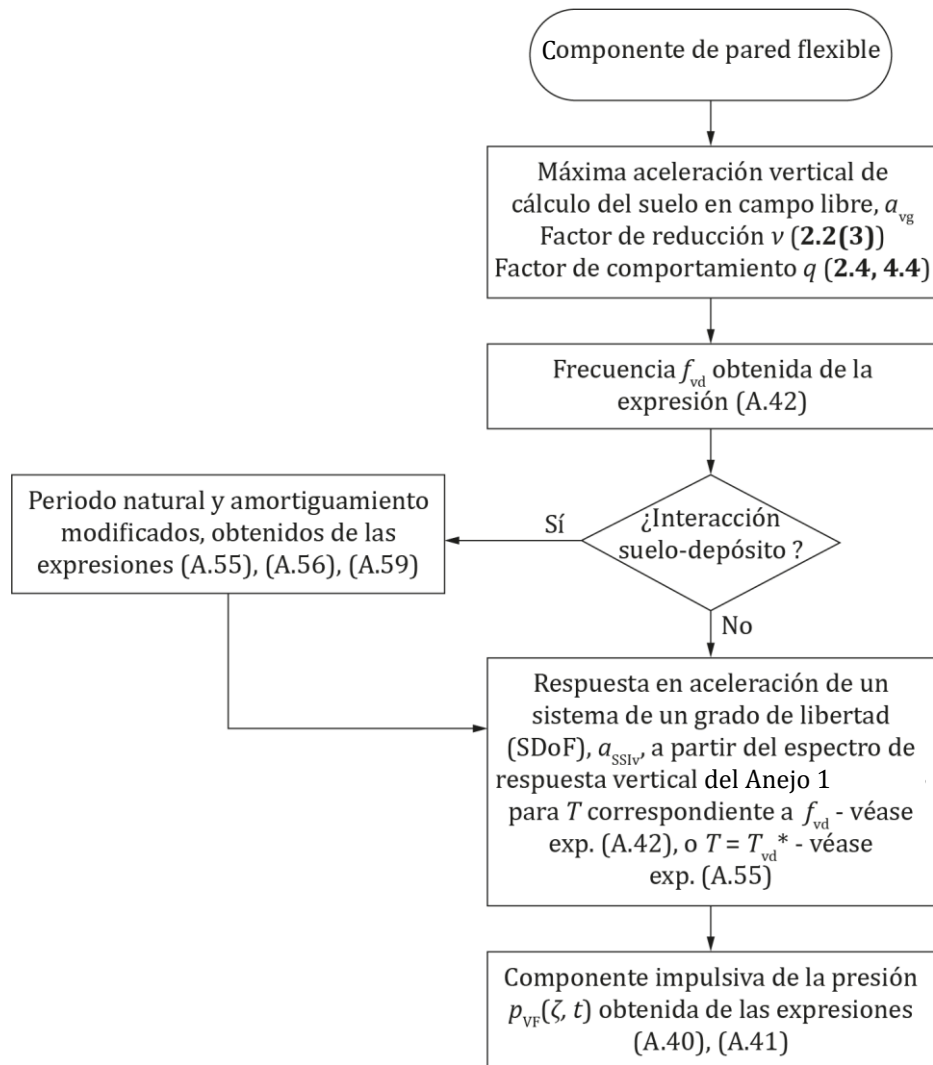 Componente de pared flexible
Máxima aceleración vertical de
cálculo del suelo en campo libre, a_vg
Factor de reducción ν (2.2(3))
Factor de comportamiento q (2.4, 4.4)
Frecuencia f_vd obtenida de la
expresión (A.42)
¿Interacción
suelo-depósito ?
Sí
Periodo natural y amortiguamiento
modificados, obtenidos de las
expresiones (A.55), (A.56), (A.59)
No
Respuesta en aceleración de un
sistema de un grado de libertad
(SDoF), a_SSIv, a partir del espectro de
respuesta vertical del Anejo 1
para T correspondiente a f_vd - véase
exp. (A.42), o T = T_vd* - véase
exp. (A.55)
Componente impulsiva de la presión
p_VF(ζ, t) obtenida de las expresiones
(A.40), (A.41)